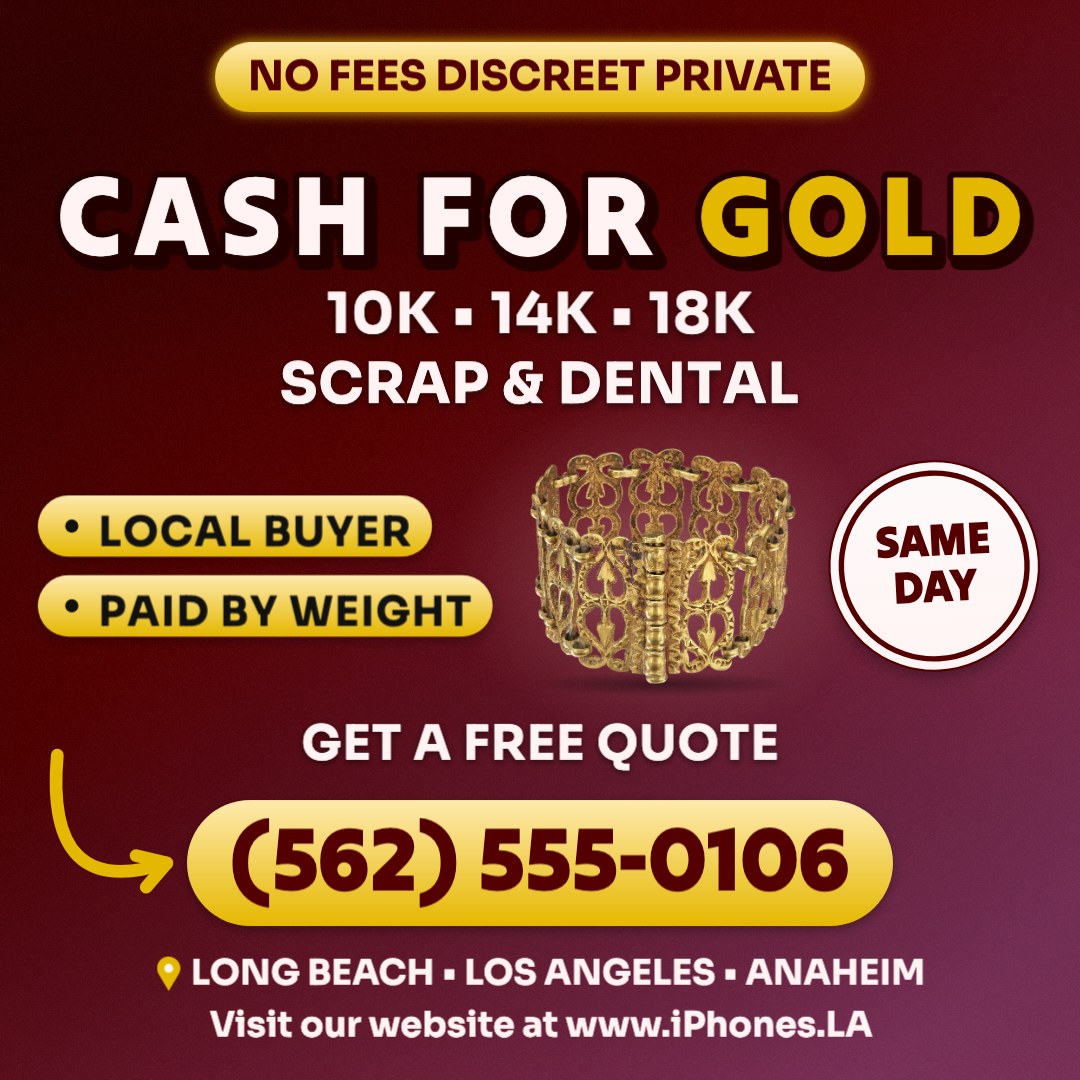 NO FEES DISCREET PRIVATE
CASH FOR GOLD
10K ▪ 14K ▪ 18K
SCRAP & DENTAL
• LOCAL BUYER
• PAID BY WEIGHT
SAME
DAY
GET A FREE QUOTE
(562) 555-0106
LONG BEACH ▪ LOS ANGELES ▪ ANAHEIM
Visit our website at www.iPhones.LA